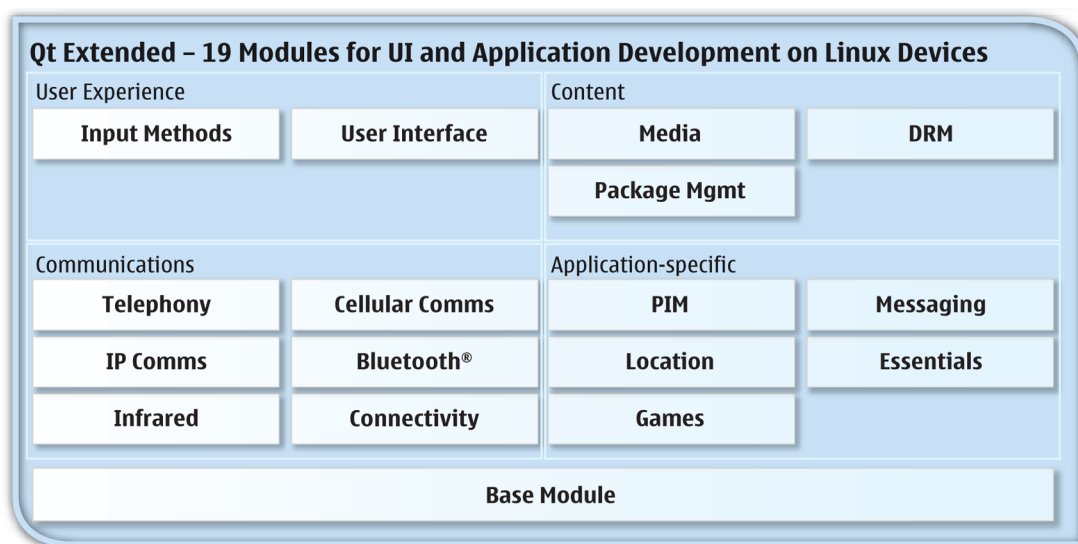 Qt Extended – 19 Modules for UI and Application Development on Linux Devices
User Experience
Input Methods
User Interface
Content
Media
DRM
Package Mgmt
Communications
Telephony
Cellular Comms
IP Comms
Bluetooth®
Infrared
Connectivity
Application-specific
PIM
Messaging
Location
Essentials
Games
Base Module